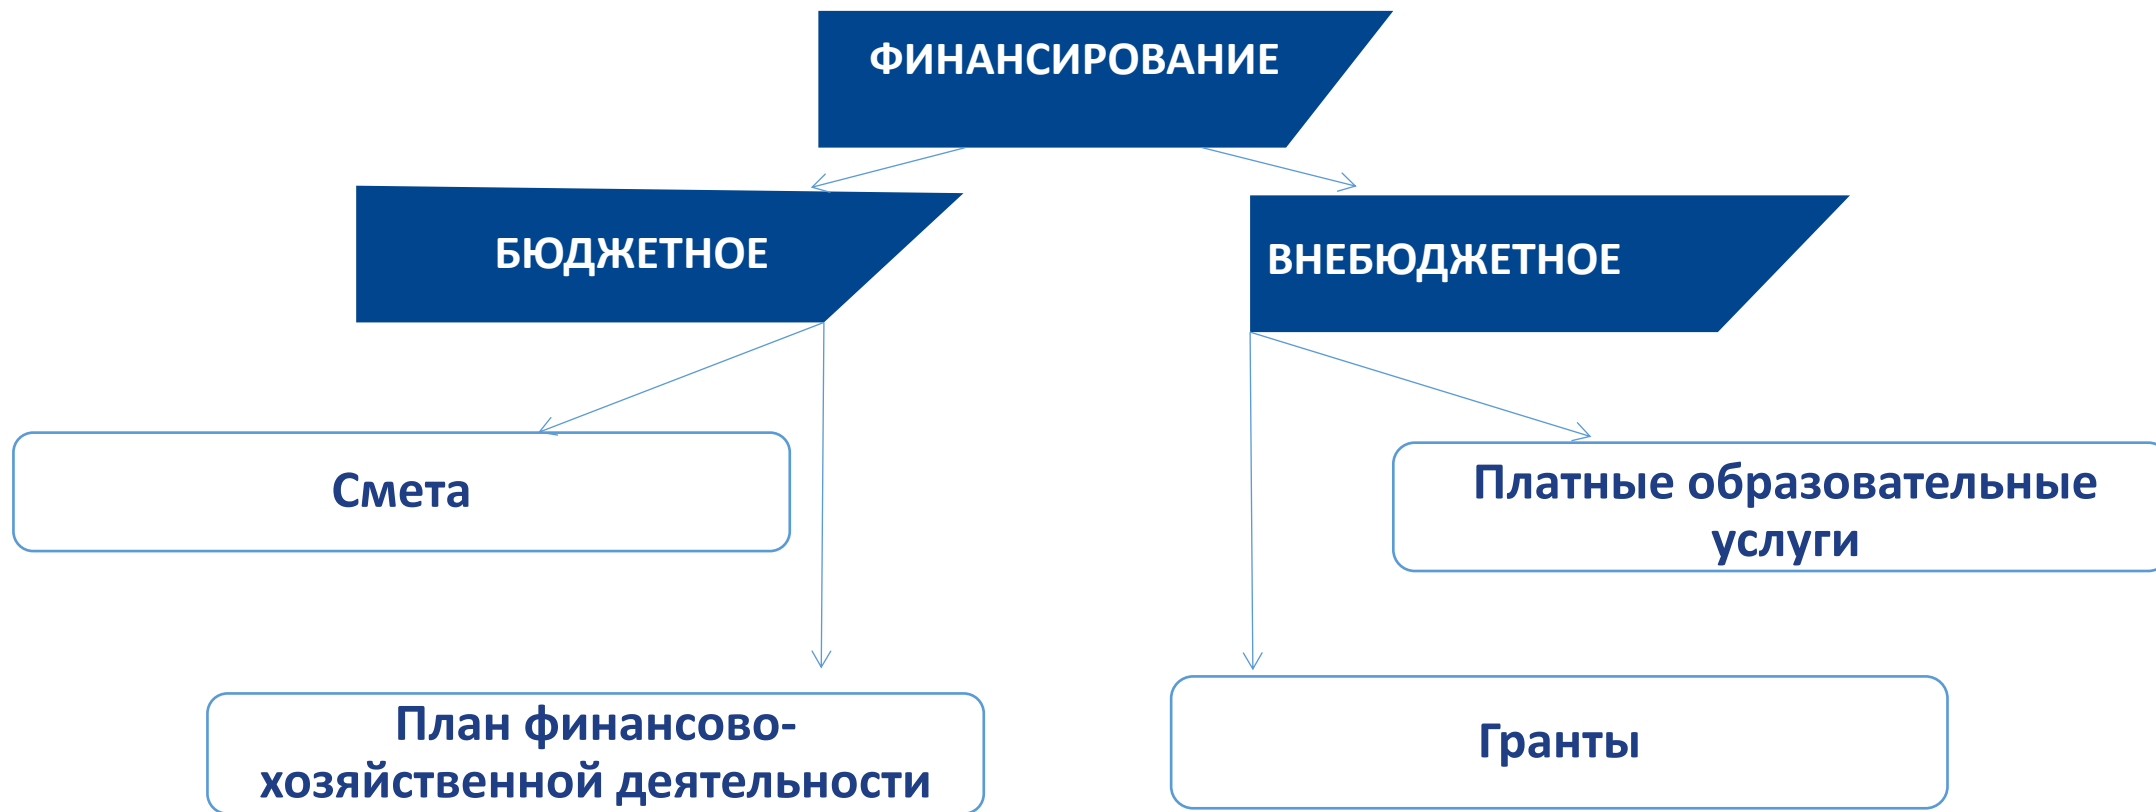 ФИНАНСИРОВАНИЕ
БЮДЖЕТНОЕ
ВНЕБЮДЖЕТНОЕ
Смета
Платные образовательные
услуги
План финансово-
хозяйственной деятельности
Гранты